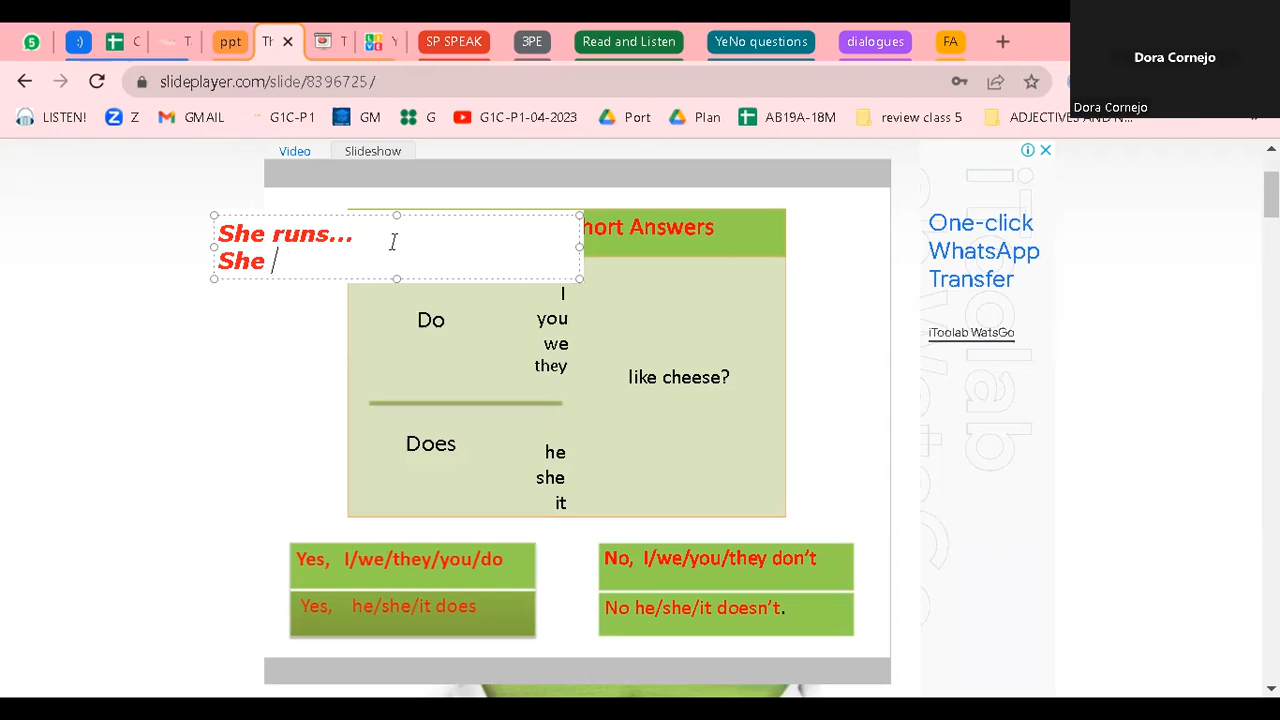 :)
C
T
ppt
Th
T
Y
SP SPEAK
3PE
Read and Listen
YeNo questions
dialogues
FA
Dora Cornejo
slideplayer.com/slide/8396725/
Dora Cornejo
LISTEN!
Z
GMAIL
G1C-P1
GM
G
G1C-P1-04-2023
Port
Plan
AB19A-18M
review class 5
ADJECTIVES AND N...
Video
Slideshow
She runs...
She
hort Answers
Do
I
you
we
they
like cheese?
Does
he
she
it
Yes, I/we/they/you/do
No, I/we/you/they don’t
Yes, he/she/it does
No he/she/it doesn’t.
One-click
WhatsApp
Transfer
iToolab WatsGo